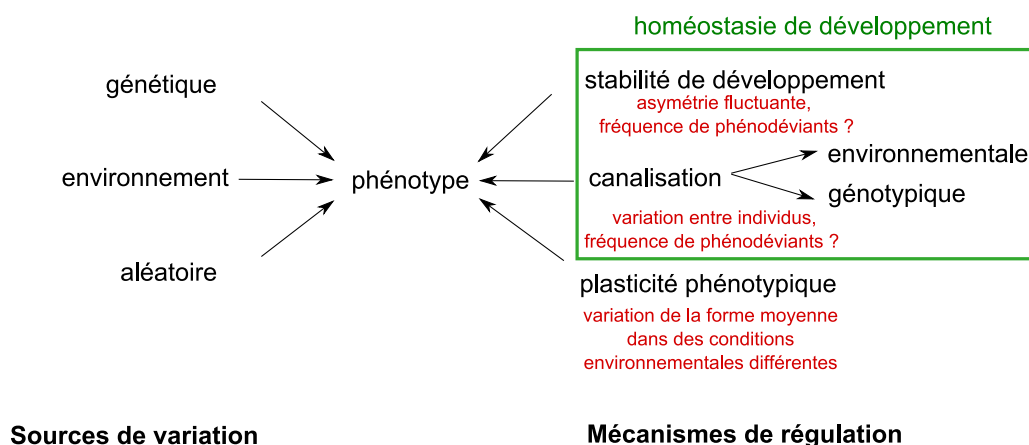 homéostasie de développement
génétique
environnement
aléatoire
phénotype
stabilité de développement
asymétrie fluctuante,
fréquence de phénodéviants ?
canalisation
environnementale
génotypique
variation entre individus,
fréquence de phénodéviants ?
plasticité phénotypique
variation de la forme moyenne
dans des conditions
environnementales différentes
Sources de variation
Mécanismes de régulation